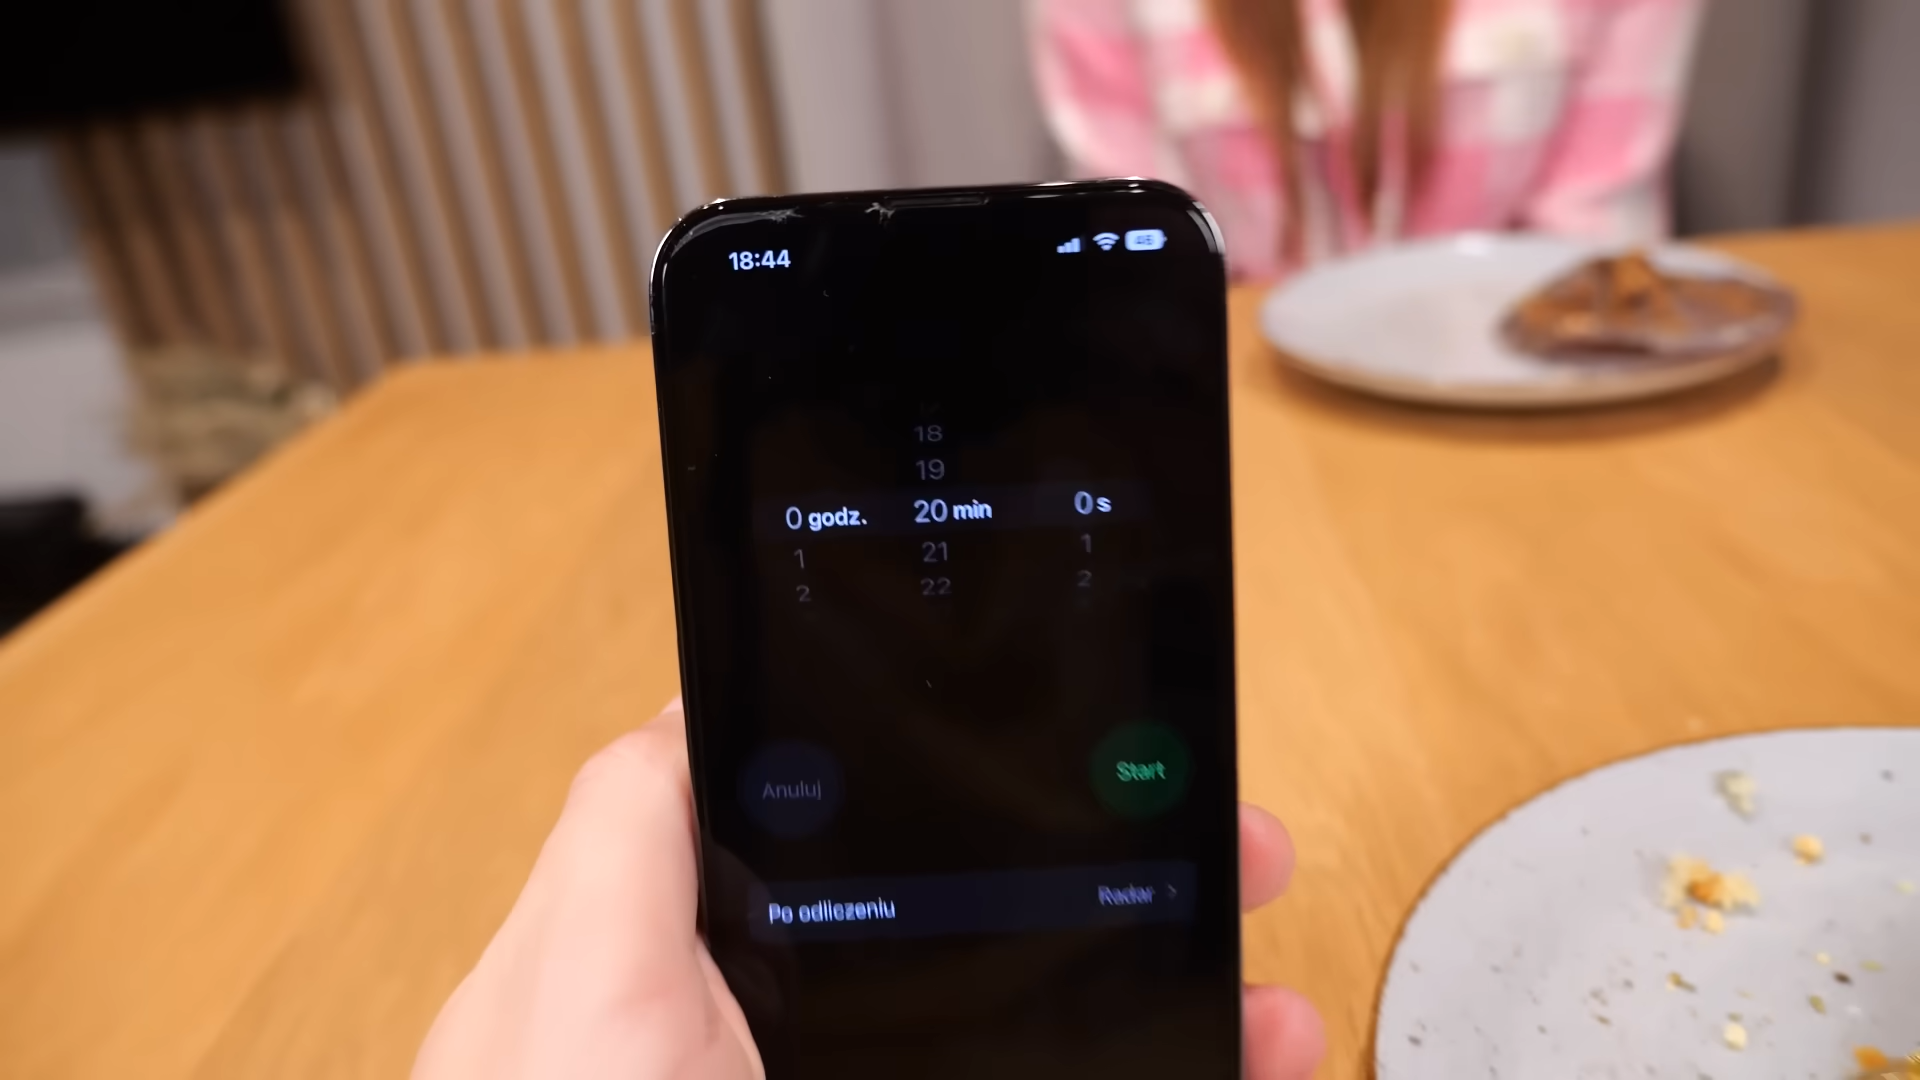 18:44
18
19
0 godz. 20 min 0 s
1 21 1
2 22 2
Anuluj Start
Po odliczeniu Radar